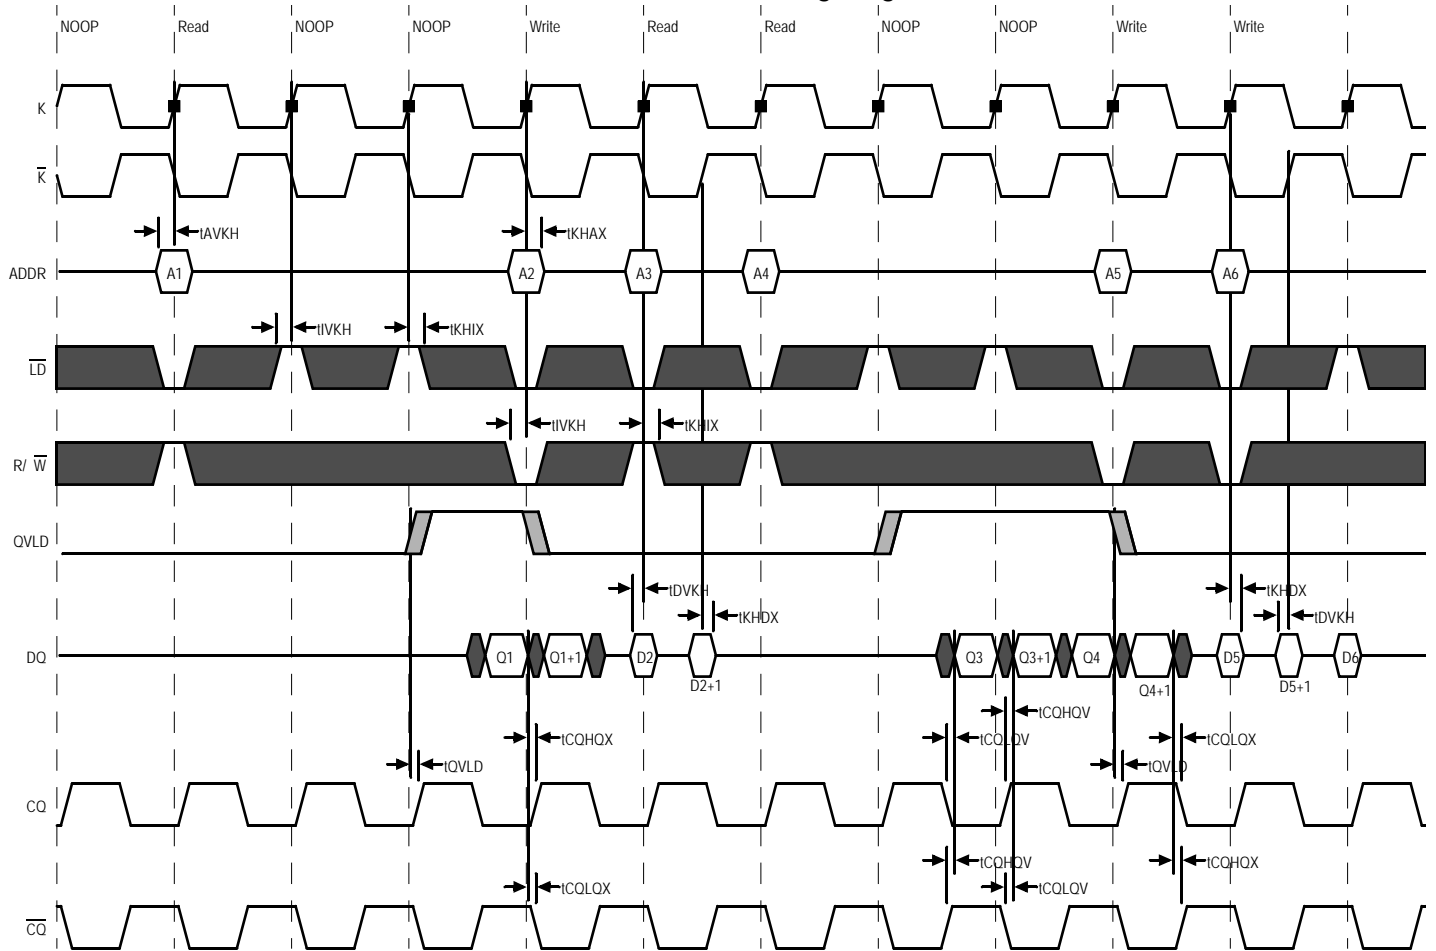 NOOP Read NOOP NOOP Write Read Read NOOP NOOP Write Write
K
K
tAVKH tKHAX
ADDR A1 A2 A3 A4 A5 A6
tIVKH tKHIX
LD
tIVKH tKHIX
R/ W
QVLD
tDVKH tKHDX
tKHDX tDVKH
DQ Q1 Q1+1 D2 Q3 Q3+1 Q4 D5 D6
D2+1 Q4+1 D5+1
tCQHQV
tCQHQX tCQLQV tCQLQX
tQVLD tQVLD
CQ
tCQHQV tCQHQX
tCQLQX tCQLQV
CQ